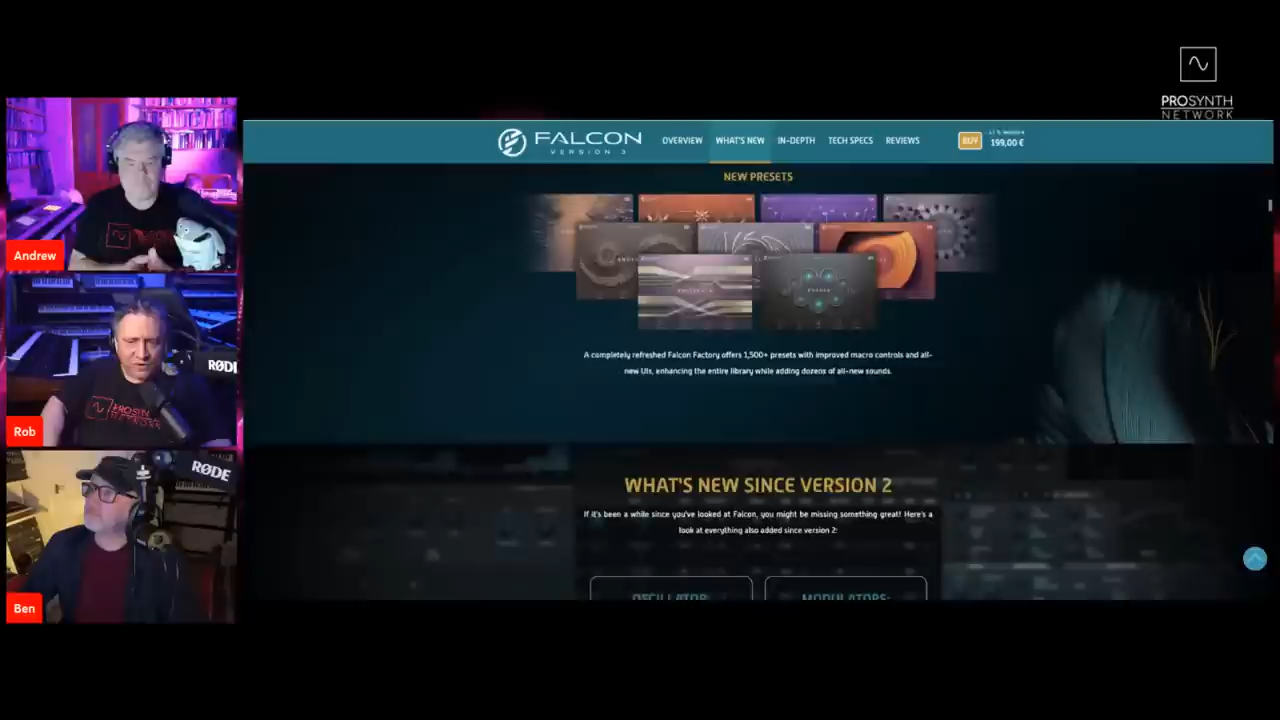 PROSYNTH
NETWORK
FALCON
VERSION 3
OVERVIEW
WHAT'S NEW
IN-DEPTH
TECH SPECS
REVIEWS
BUY
199,00 €
NEW PRESETS
A completely refreshed Falcon Factory offers 1,500+ presets with improved macro controls and all-
new UIs, enhancing the entire library while adding dozens of all-new sounds.
WHAT'S NEW SINCE VERSION 2
If it's been a while since you've looked at Falcon, you might be missing something great! Here's a
look at everything also added since version 2:
MODULATORS:
Andrew
RØDE
Rob
RØDE
Ben